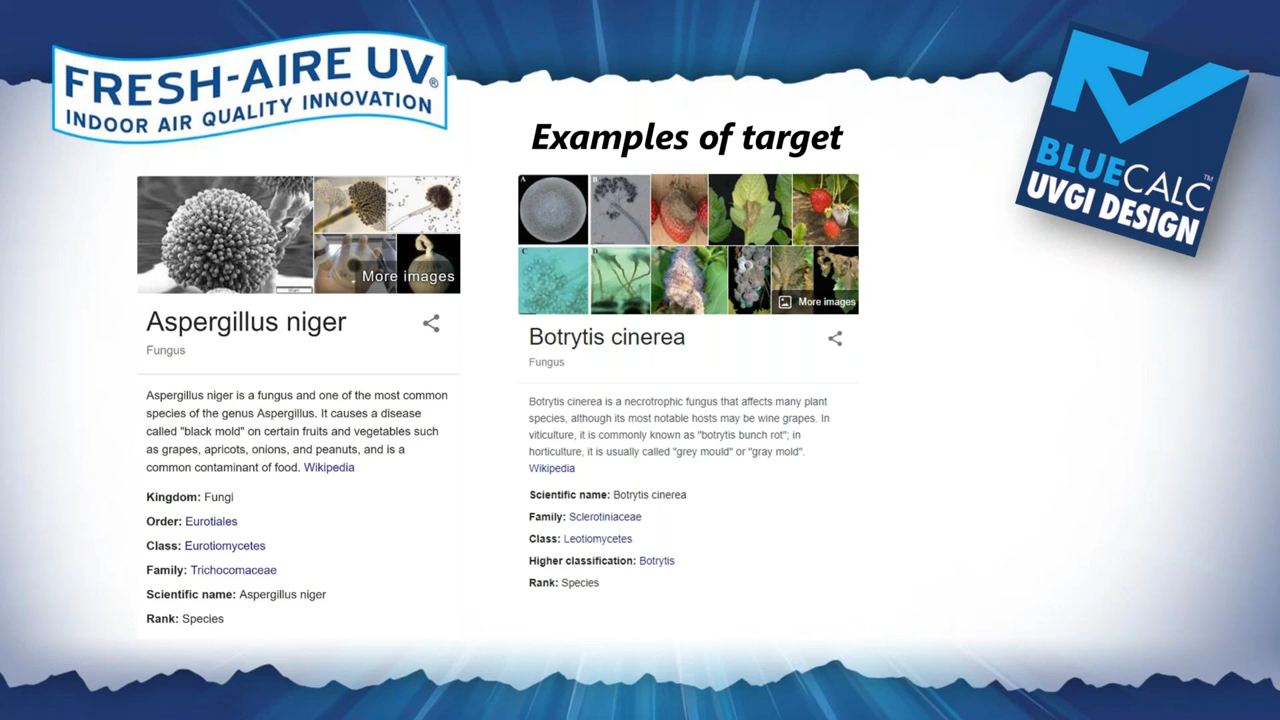 FRESH-AIRE UV®
INDOOR AIR QUALITY INNOVATION
BLUECALC™
UVGI DESIGN
Examples of target
More images
Aspergillus niger
Fungus
Aspergillus niger is a fungus and one of the most common
species of the genus Aspergillus. It causes a disease
called "black mold" on certain fruits and vegetables such
as grapes, apricots, onions, and peanuts, and is a
common contaminant of food. Wikipedia
Kingdom: Fungi
Order: Eurotiales
Class: Eurotiomycetes
Family: Trichocomaceae
Scientific name: Aspergillus niger
Rank: Species
A
C
D
More images
Botrytis cinerea
Fungus
Botrytis cinerea is a necrotrophic fungus that affects many plant
species, although its most notable hosts may be wine grapes. In
viticulture, it is commonly known as "botrytis bunch rot"; in
horticulture, it is usually called "grey mould" or "gray mold".
Wikipedia
Scientific name: Botrytis cinerea
Family: Sclerotiniaceae
Class: Leotiomycetes
Higher classification: Botrytis
Rank: Species